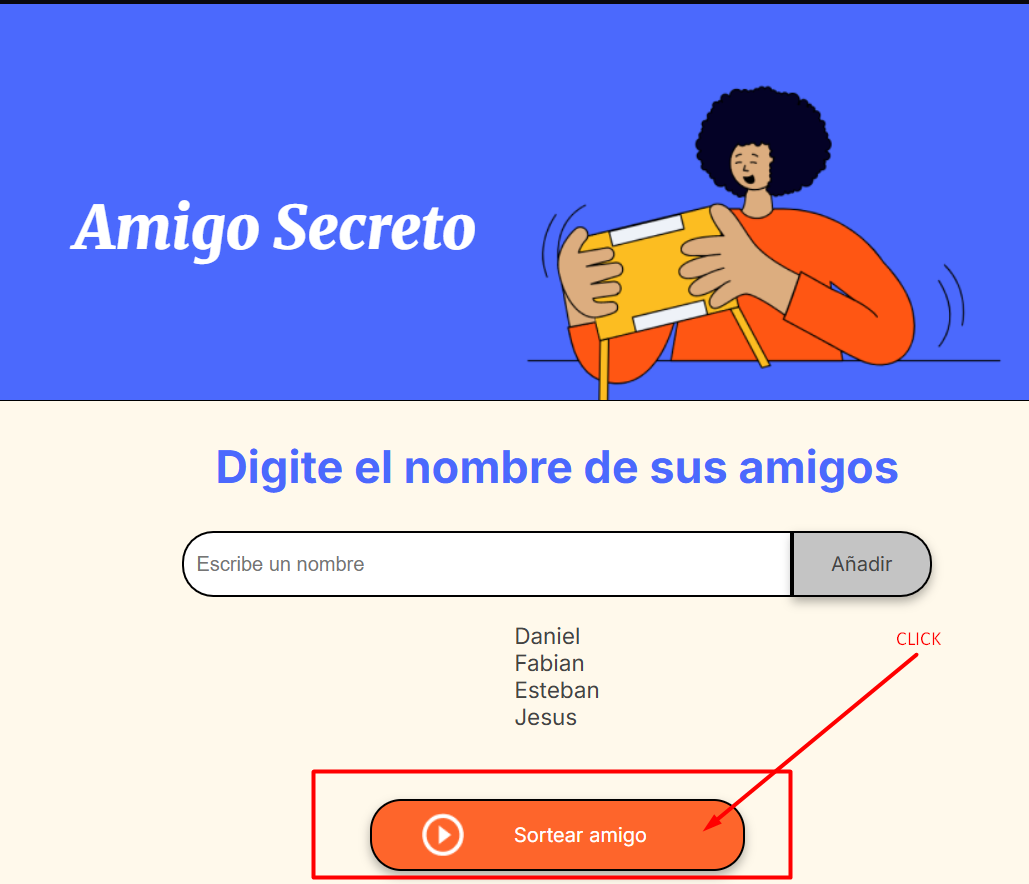 Amigo Secreto
Digite el nombre de sus amigos
Escribe un nombre
Añadir
Daniel
CLICK
Fabian
Esteban
Jesus
Sortear amigo